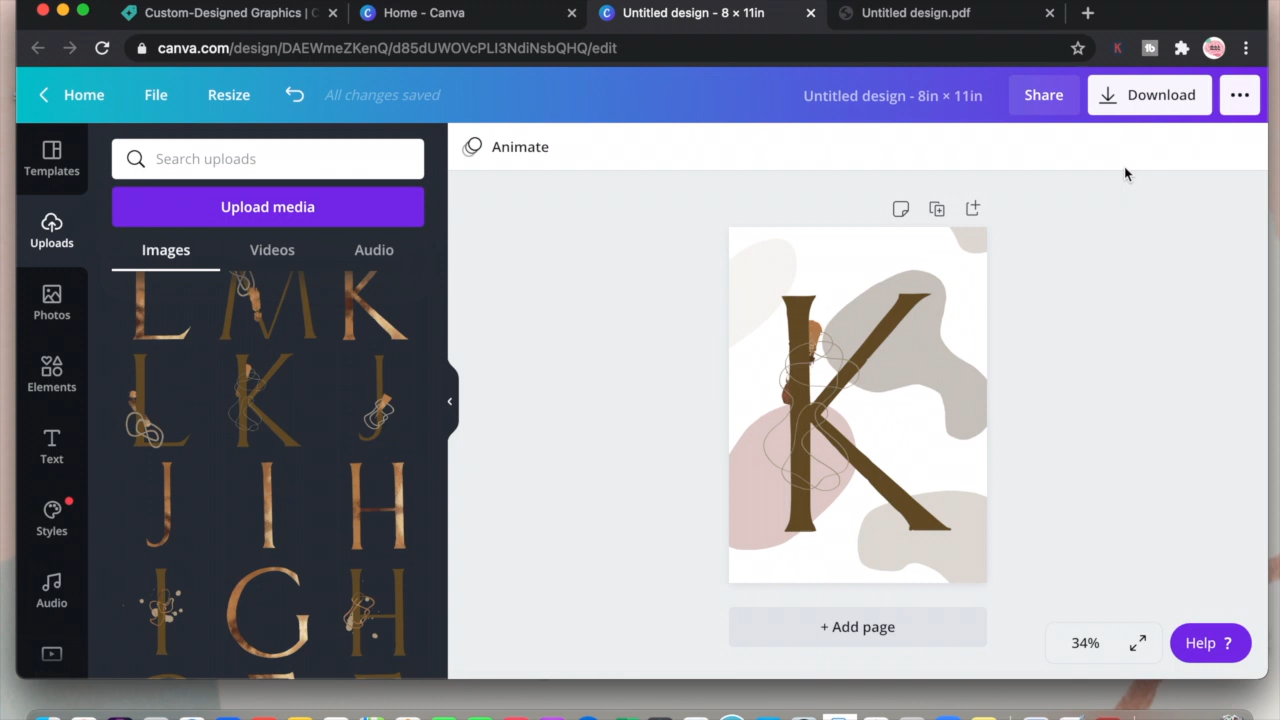 Custom-Designed Graphics | C
Home - Canva
Untitled design - 8 × 11in
Untitled design.pdf
canva.com/design/DAEWmeZKenQ/d85dUWOVcPLI3NdiNsbQHQ/edit
Home
File
Resize
All changes saved
Untitled design - 8in × 11in
Share
Download
Templates
Uploads
Photos
Elements
Text
Styles
Audio
Search uploads
Upload media
Images
Videos
Audio
L M K
L K J
J I H
I G H
Animate
K
+ Add page
34%
Help ?